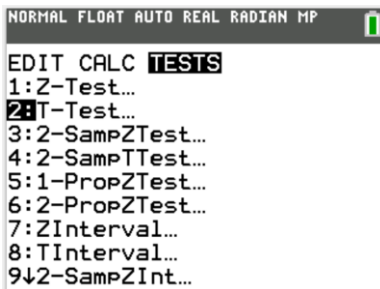 NORMAL FLOAT AUTO REAL RADIAN MP
EDIT CALC TESTS
1:Z-Test…
2:T-Test…
3:2-SampZTest…
4:2-SampTTest…
5:1-PropZTest…
6:2-PropZTest…
7:ZInterval…
8:TInterval…
9↓2-SampZInt…